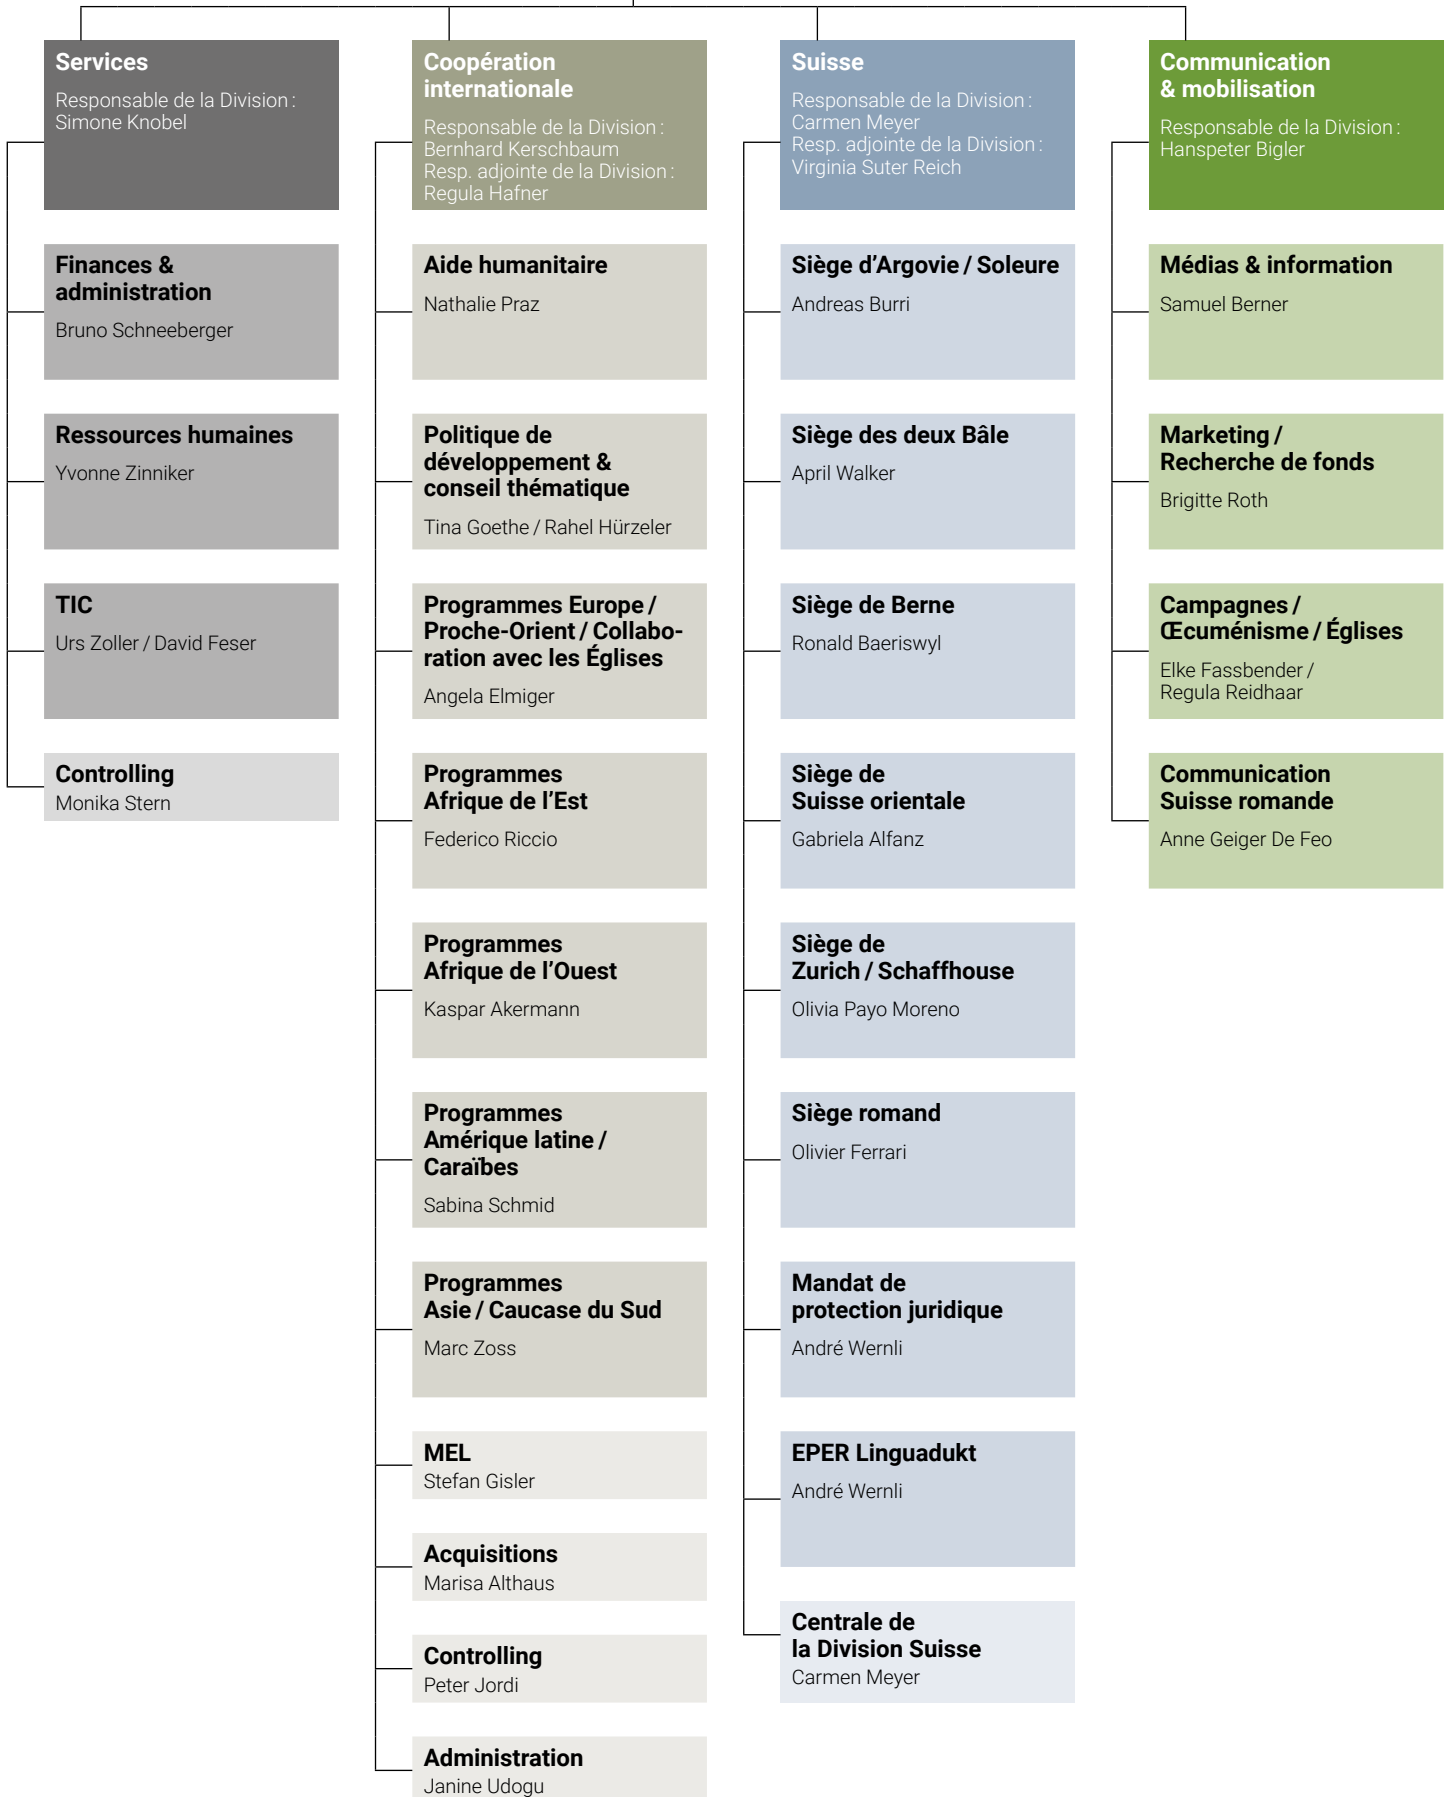 Services
Responsable de la Division :
Simone Knobel
Finances &
administration
Bruno Schneeberger
Ressources humaines
Yvonne Zinniker
TIC
Urs Zoller / David Feser
Controlling
Monika Stern
Coopération
internationale
Responsable de la Division :
Bernhard Kerschbaum
Resp. adjointe de la Division :
Regula Hafner
Aide humanitaire
Nathalie Praz
Politique de
développement &
conseil thématique
Tina Goethe / Rahel Hürzeler
Programmes Europe /
Proche-Orient / Collabo-
ration avec les Églises
Angela Elmiger
Programmes
Afrique de l’Est
Federico Riccio
Programmes
Afrique de l’Ouest
Kaspar Akermann
Programmes
Amérique latine /
Caraïbes
Sabina Schmid
Programmes
Asie / Caucase du Sud
Marc Zoss
MEL
Stefan Gisler
Acquisitions
Marisa Althaus
Controlling
Peter Jordi
Administration
Janine Udogu
Suisse
Responsable de la Division :
Carmen Meyer
Resp. adjointe de la Division :
Virginia Suter Reich
Siège d'Argovie / Soleure
Andreas Burri
Siège des deux Bâle
April Walker
Siège de Berne
Ronald Baeriswyl
Siège de
Suisse orientale
Gabriela Alfanz
Siège de
Zurich / Schaffhouse
Olivia Payo Moreno
Siège romand
Olivier Ferrari
Mandat de
protection juridique
André Wernli
EPER Linguadukt
André Wernli
Centrale de
la Division Suisse
Carmen Meyer
Communication
& mobilisation
Responsable de la Division :
Hanspeter Bigler
Médias & information
Samuel Berner
Marketing /
Recherche de fonds
Brigitte Roth
Campagnes /
Œcuménisme / Églises
Elke Fassbender /
Regula Reidhaar
Communication
Suisse romande
Anne Geiger De Feo